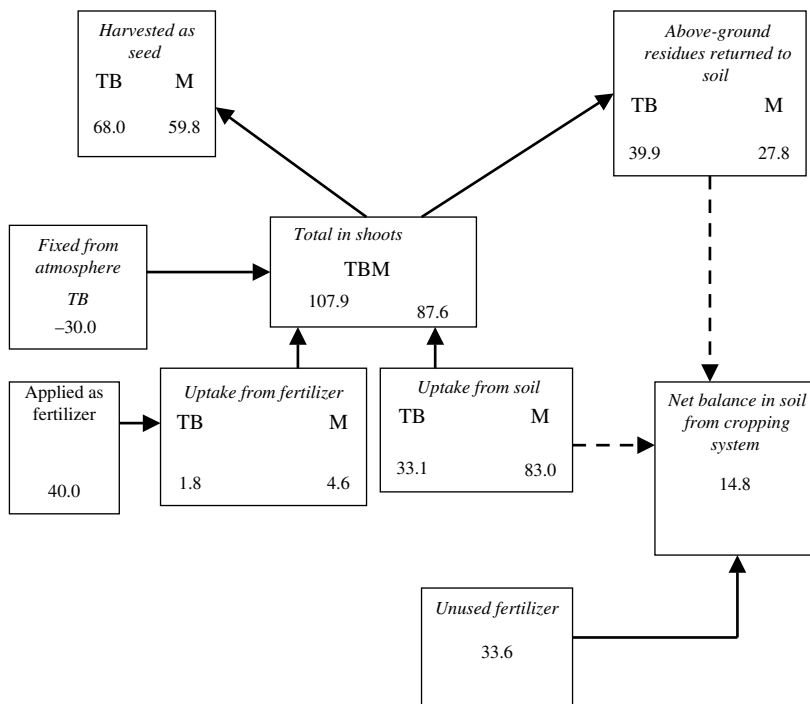 Harvested as
seed
TB M
68.0 59.8
Above-ground
residues returned to
soil
TB M
39.9 27.8
Fixed from
atmosphere
TB
–30.0
Total in shoots
TBM
107.9 87.6
Applied as
fertilizer
40.0
Uptake from fertilizer
TB M
1.8 4.6
Uptake from soil
TB M
33.1 83.0
Net balance in soil
from cropping
system
14.8
Unused fertilizer
33.6